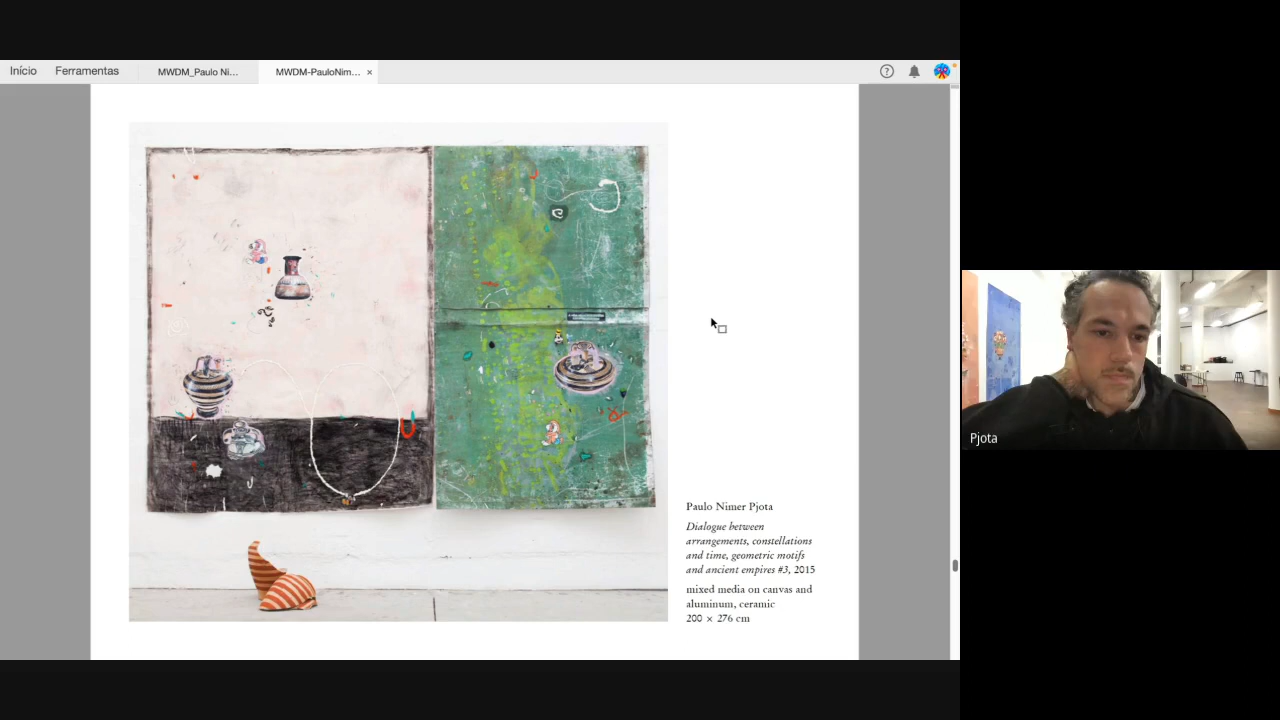 Início Ferramentas MWDM_Paulo Ni... MWDM-PauloNim... ×
Paulo Nimer Pjota
Dialogue between
arrangements, constellations
and time, geometric motifs
and ancient empires #3, 2015
mixed media on canvas and
aluminum, ceramic
200 × 276 cm
Pjota